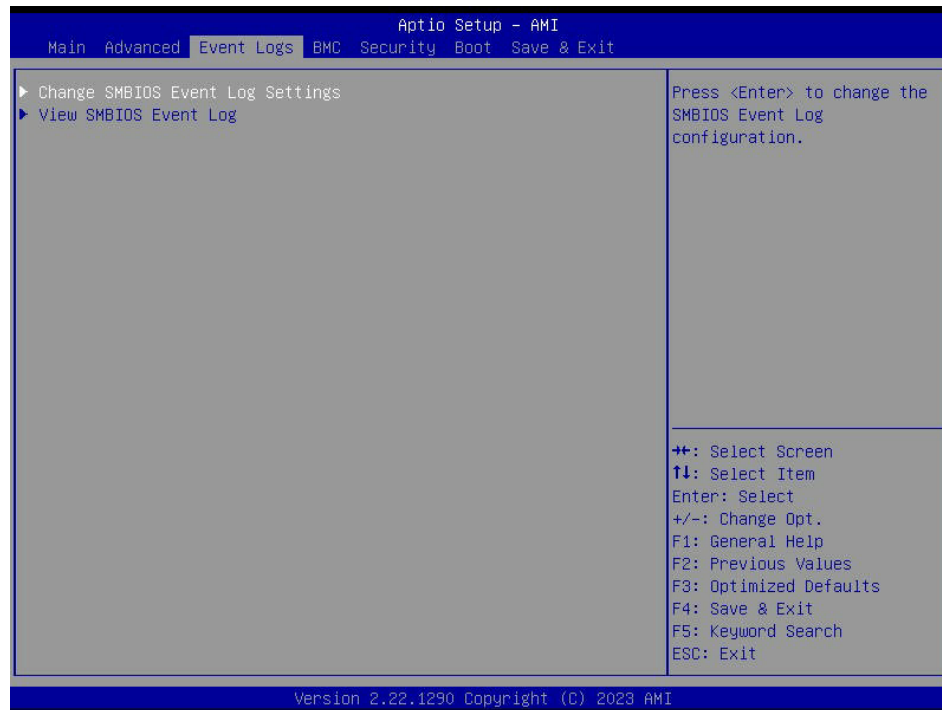 Aptio Setup – AMI
Main Advanced Event Logs BMC Security Boot Save & Exit
▶ Change SMBIOS Event Log Settings
▶ View SMBIOS Event Log
Press <Enter> to change the
SMBIOS Event Log
configuration.
→←: Select Screen
↑↓: Select Item
Enter: Select
+/-: Change Opt.
F1: General Help
F2: Previous Values
F3: Optimized Defaults
F4: Save & Exit
F5: Keyword Search
ESC: Exit
Version 2.22.1290 Copyright (C) 2023 AMI